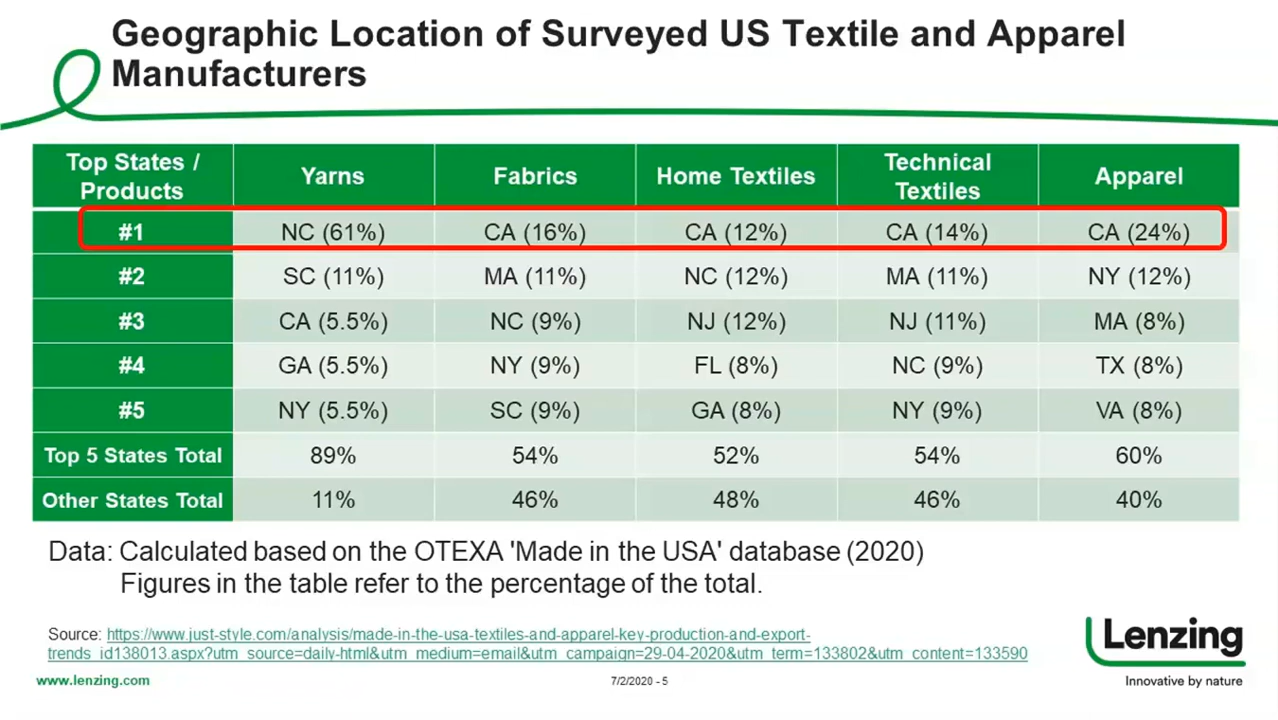 Geographic Location of Surveyed US Textile and Apparel
Manufacturers
Top States / Products Yarns Fabrics Home Textiles Technical Textiles Apparel
#1 NC (61%) CA (16%) CA (12%) CA (14%) CA (24%)
#2 SC (11%) MA (11%) NC (12%) MA (11%) NY (12%)
#3 CA (5.5%) NC (9%) NJ (12%) NJ (11%) MA (8%)
#4 GA (5.5%) NY (9%) FL (8%) NC (9%) TX (8%)
#5 NY (5.5%) SC (9%) GA (8%) NY (9%) VA (8%)
Top 5 States Total 89% 54% 52% 54% 60%
Other States Total 11% 46% 48% 46% 40%
Data: Calculated based on the OTEXA 'Made in the USA' database (2020)
Figures in the table refer to the percentage of the total.
Source: https://www.just-style.com/analysis/made-in-the-usa-textiles-and-apparel-key-production-and-export-
trends_id138013.aspx?utm_source=daily-html&utm_medium=email&utm_campaign=29-04-2020&utm_term=133802&utm_content=133590
Lenzing
Innovative by nature
www.lenzing.com
7/2/2020 - 5